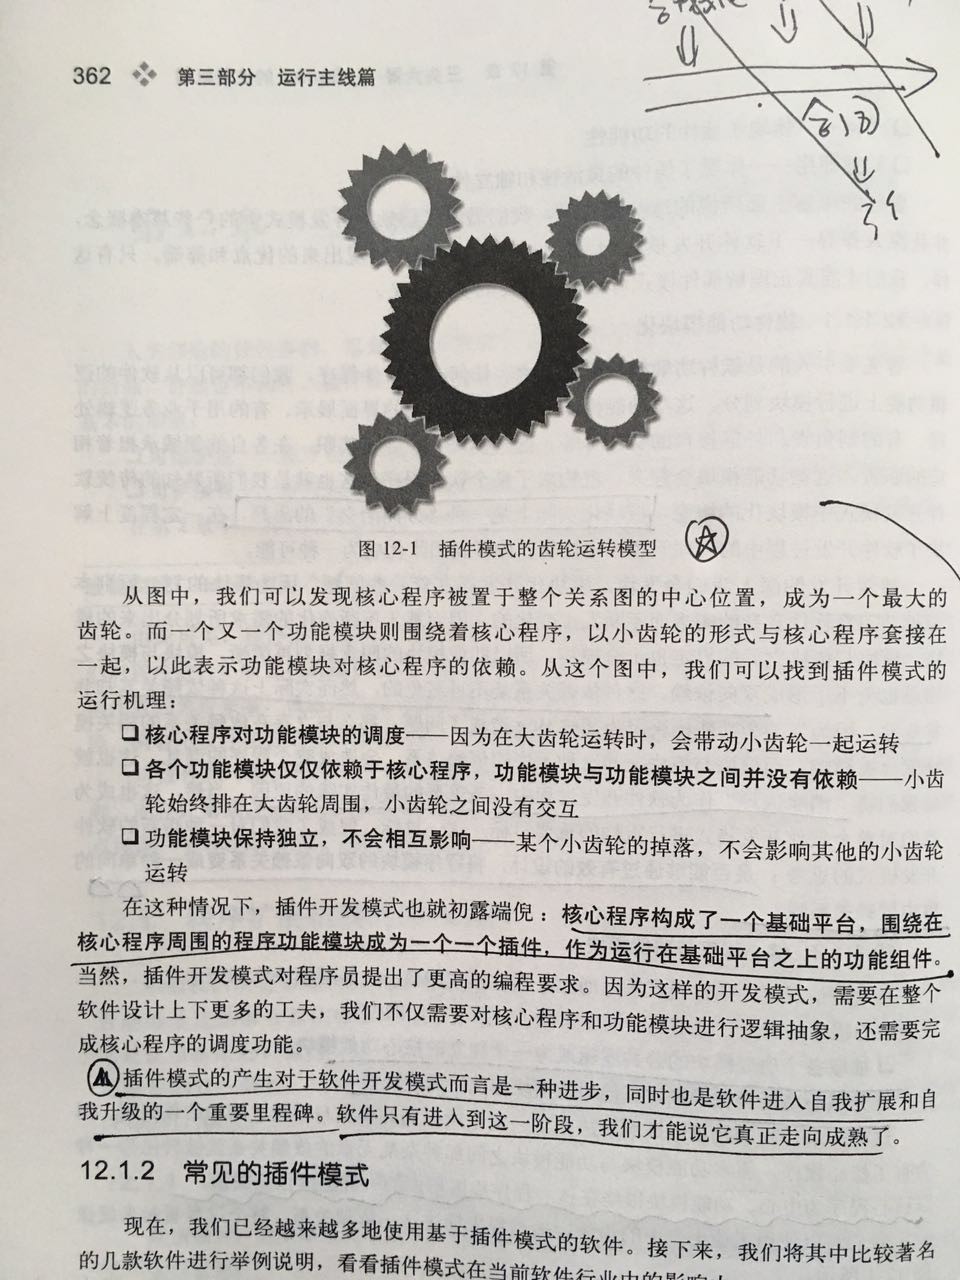 362 第三部分 运行主线篇
合闭
图 12-1 插件模式的齿轮运转模型
从图中，我们可以发现核心程序被置于整个关系图的中心位置，成为一个最大的
齿轮。而一个又一个功能模块则围绕着核心程序，以小齿轮的形式与核心程序套接在
一起，以此表示功能模块对核心程序的依赖。从这个图中，我们可以找到插件模式的
运行机理：
❑ 核心程序对功能模块的调度——因为在大齿轮运转时，会带动小齿轮一起运转
❑ 各个功能模块仅仅依赖于核心程序，功能模块与功能模块之间并没有依赖——小齿
轮始终排在大齿轮周围，小齿轮之间没有交互
❑ 功能模块保持独立，不会相互影响——某个小齿轮的掉落，不会影响其他的小齿轮
运转
在这种情况下，插件开发模式也就初露端倪：核心程序构成了一个基础平台，围绕在
核心程序周围的程序功能模块成为一个一个插件，作为运行在基础平台之上的功能组件。
当然，插件开发模式对程序员提出了更高的编程要求。因为这样的开发模式，需要在整个
软件设计上下更多的工夫，我们不仅需要对核心程序和功能模块进行逻辑抽象，还需要完
成核心程序的调度功能。
插件模式的产生对于软件开发模式而言是一种进步，同时也是软件进入自我扩展和自
我升级的一个重要里程碑。软件只有进入到这一阶段，我们才能说它真正走向成熟了。
12.1.2 常见的插件模式
现在，我们已经越来越多地使用基于插件模式的软件。接下来，我们将其中比较著名
的几款软件进行举例说明，看看插件模式在当前软件行业中的影响力